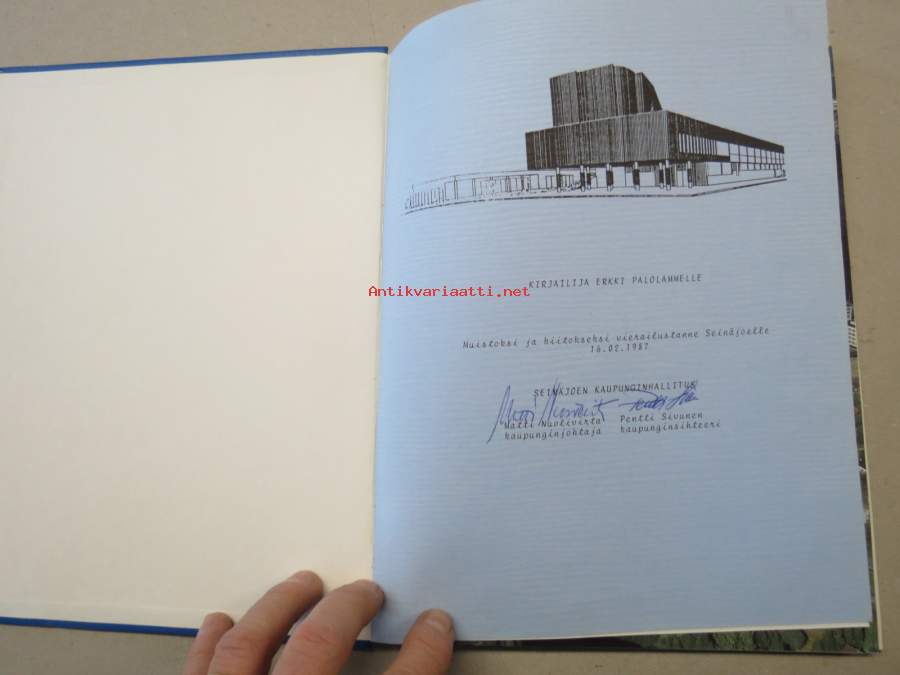 KIRJAILIJA ERKKI PALOLAMMELLE
Antikvariaatti.net
Muistoksi ja kiitokseksi vierailustanne Seinäjoelle
16.02.1987
SEINÄJOEN KAUPUNGINHALLITUS
Matti Nuolivirta Pentti Sivunen
kaupunginjohtaja kaupunginsihteeri